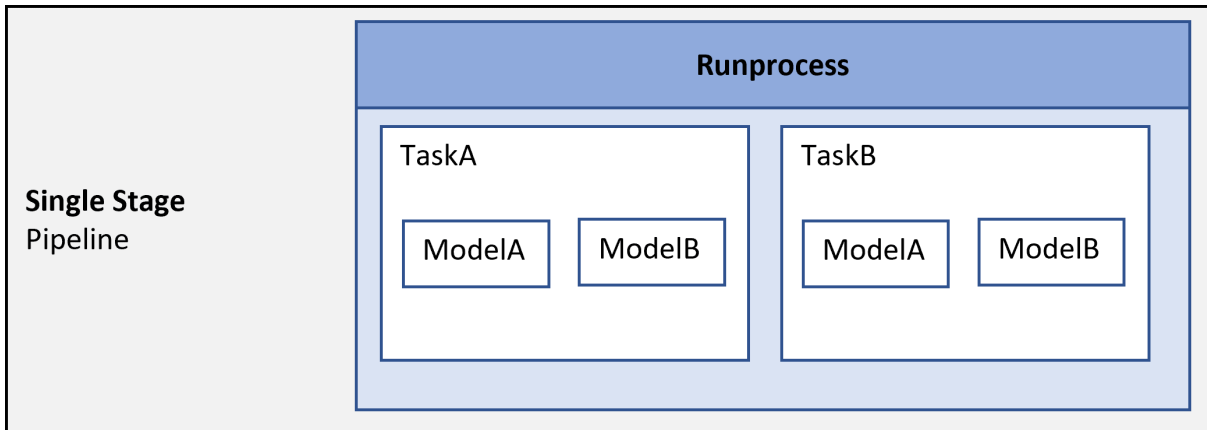 Runprocess
TaskA
TaskB
Single Stage
Pipeline
ModelA
ModelB
ModelA
ModelB